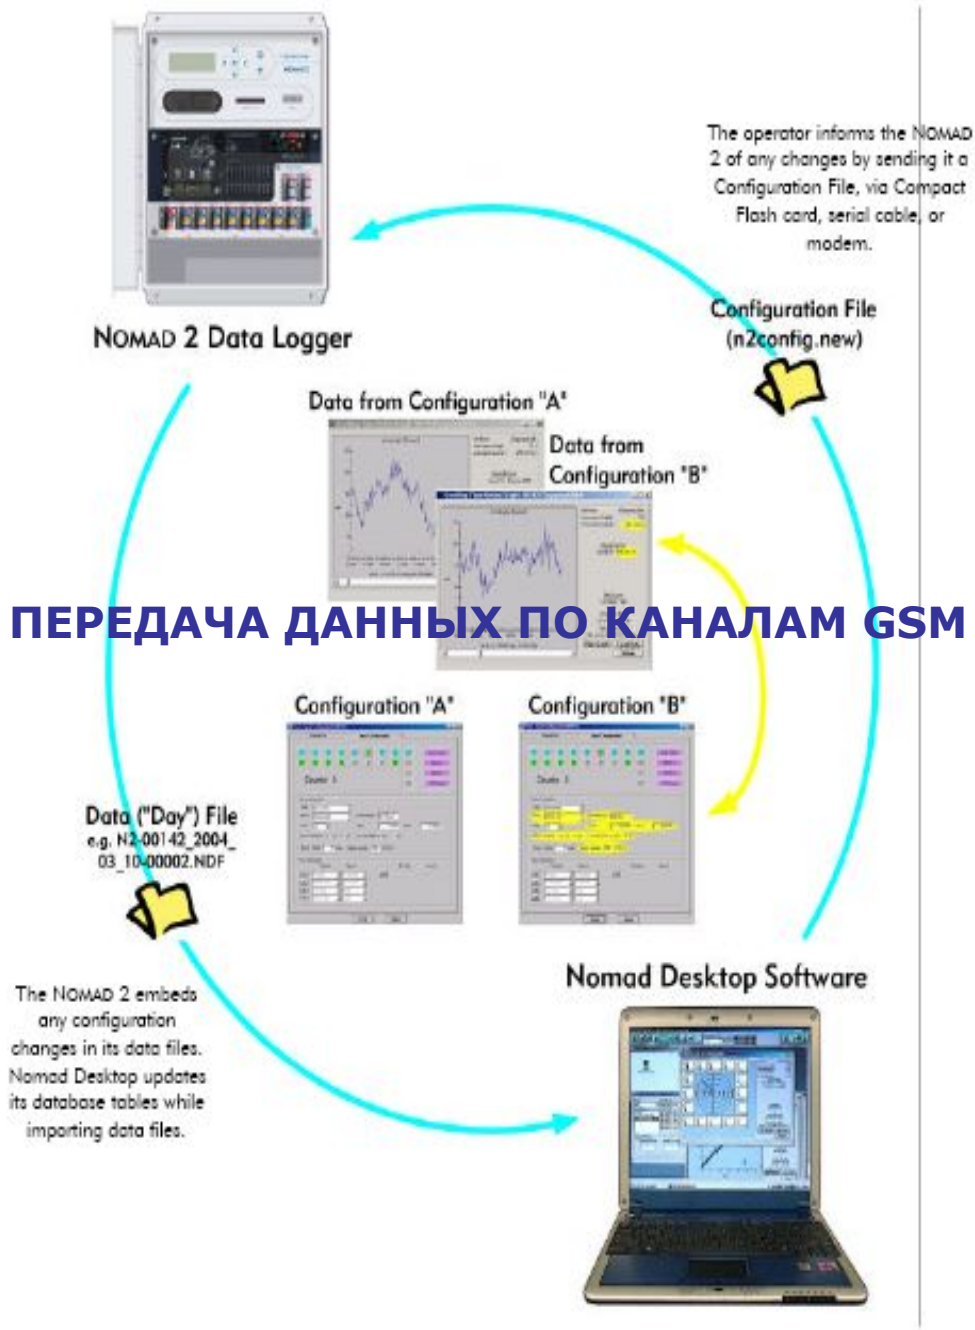 The operator informs the NOMAD
2 of any changes by sending it a
Configuration File, via Compact
Flash card, serial cable, or
modem.
Configuration File
(n2config.new)
NOMAD 2 Data Logger
Data from Configuration "A"
Data from
Configuration "B"
ПЕРЕДАЧА ДАННЫХ ПО КАНАЛАМ GSM
Configuration "A"
Configuration "B"
Data ("Day") File
e.g. N2-00142_2004_
03_10-00002.NDF
Nomad Desktop Software
The NOMAD 2 embeds
any configuration
changes in its data files.
Nomad Desktop updates
its database tables while
importing data files.